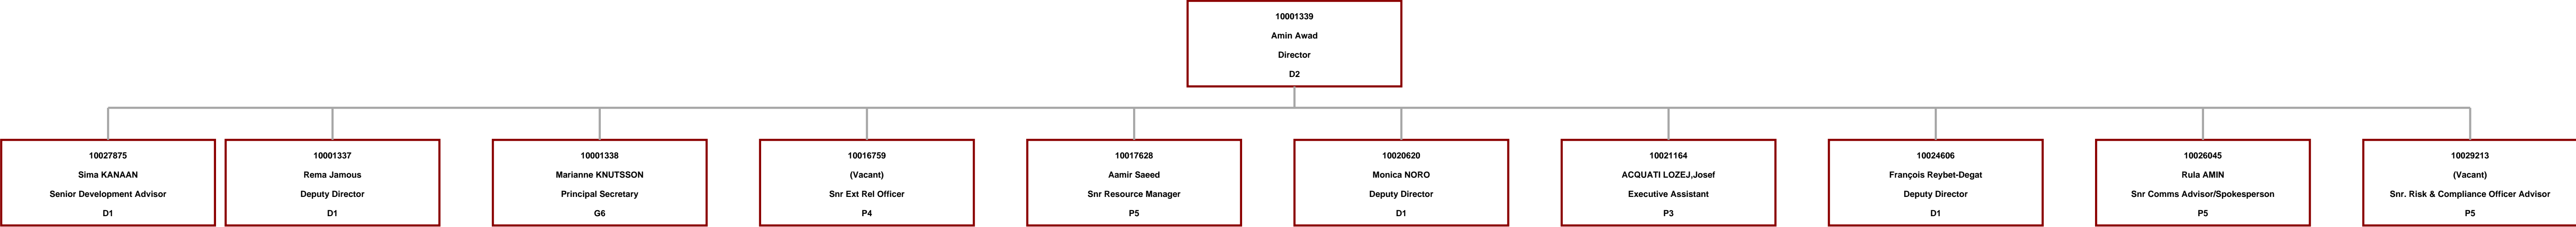 10001339
Amin Awad
Director
D2
10027875
Sima KANAAN
Senior Development Advisor
D1
10001337
Rema Jamous
Deputy Director
D1
10001338
Marianne KNUTSSON
Principal Secretary
G6
10016759
(Vacant)
Snr Ext Rel Officer
P4
10017628
Aamir Saeed
Snr Resource Manager
P5
10020620
Monica NORO
Deputy Director
D1
10021164
ACQUATI LOZEJ,Josef
Executive Assistant
P3
10024606
François Reybet-Degat
Deputy Director
D1
10026045
Rula AMIN
Snr Comms Advisor/Spokesperson
P5
10029213
(Vacant)
Snr. Risk & Compliance Officer Advisor
P5